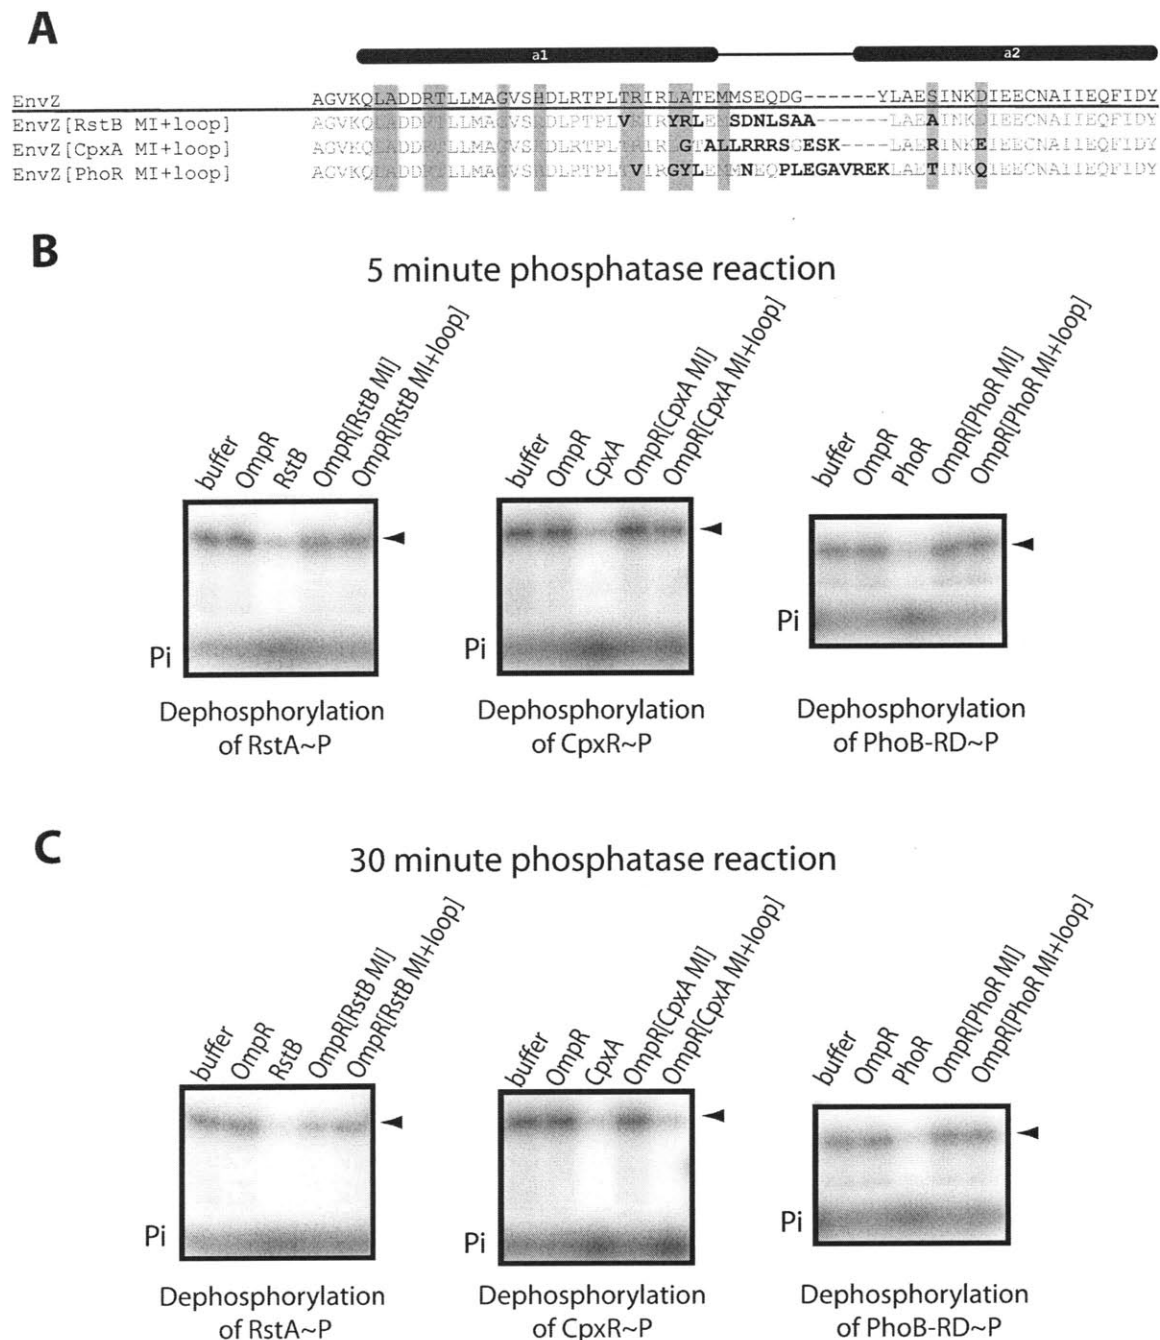 A
a1 a2
EnvZ AGVKQLADDRTLLMAGVSHDLRTPLTRIRLATEMMSEQDG------YLAESINKDIEECNAIIEQFIDY
EnvZ[RstB MI+loop]
EnvZ[CpxA MI+loop]
EnvZ[PhoR MI+loop]
B
5 minute phosphatase reaction
buffer
OmpR
RstB
OmpR[RstB MI]
OmpR[RstB MI+loop]
Pi
Dephosphorylation
of RstA~P
buffer
OmpR
CpxA
OmpR[CpxA MI]
OmpR[CpxA MI+loop]
Pi
Dephosphorylation
of CpxR~P
buffer
OmpR
PhoR
OmpR[PhoR MI]
OmpR[PhoR MI+loop]
Pi
Dephosphorylation
of PhoB-RD~P
C
30 minute phosphatase reaction
buffer
OmpR
RstB
OmpR[RstB MI]
OmpR[RstB MI+loop]
Pi
Dephosphorylation
of RstA~P
buffer
OmpR
CpxA
OmpR[CpxA MI]
OmpR[CpxA MI+loop]
Pi
Dephosphorylation
of CpxR~P
buffer
OmpR
PhoR
OmpR[PhoR MI]
OmpR[PhoR MI+loop]
Pi
Dephosphorylation
of PhoB-RD~P